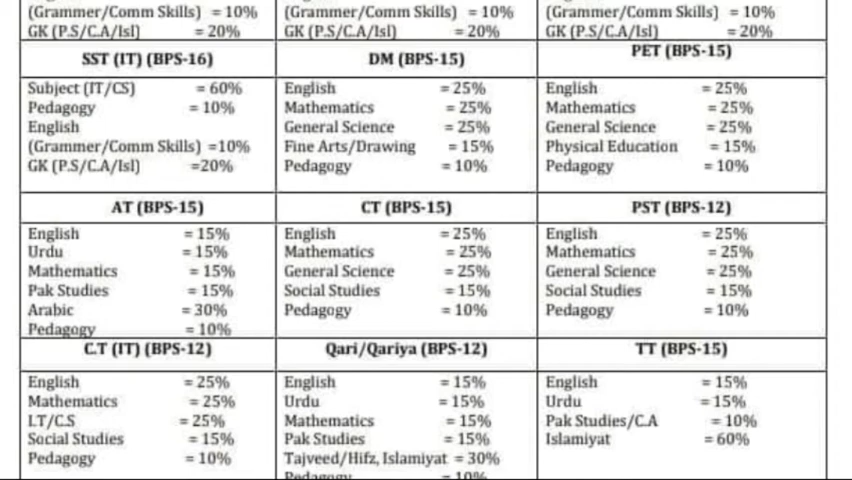 (Grammer/Comm Skills) = 10%
GK (P.S/C.A/Isl) = 20%
(Grammer/Comm Skills) = 10%
GK (P.S/C.A/Isl) = 20%
(Grammer/Comm Skills) = 10%
GK (P.S/C.A/Isl) = 20%
SST (IT) (BPS-16)
Subject (IT/CS) = 60%
Pedagogy = 10%
English
(Grammer/Comm Skills) =10%
GK (P.S/C.A/Isl) =20%
DM (BPS-15)
English = 25%
Mathematics = 25%
General Science = 25%
Fine Arts/Drawing = 15%
Pedagogy = 10%
PET (BPS-15)
English = 25%
Mathematics = 25%
General Science = 25%
Physical Education = 15%
Pedagogy = 10%
AT (BPS-15)
English = 15%
Urdu = 15%
Mathematics = 15%
Pak Studies = 15%
Arabic = 30%
Pedagogy = 10%
CT (BPS-15)
English = 25%
Mathematics = 25%
General Science = 25%
Social Studies = 15%
Pedagogy = 10%
PST (BPS-12)
English = 25%
Mathematics = 25%
General Science = 25%
Social Studies = 15%
Pedagogy = 10%
C.T (IT) (BPS-12)
English = 25%
Mathematics = 25%
I.T/C.S = 25%
Social Studies = 15%
Pedagogy = 10%
Qari/Qariya (BPS-12)
English = 15%
Urdu = 15%
Mathematics = 15%
Pak Studies = 15%
Tajveed/Hifz, Islamiyat = 30%
Pedagogy = 10%
TT (BPS-15)
English = 15%
Urdu = 15%
Pak Studies/C.A = 10%
Islamiyat = 60%